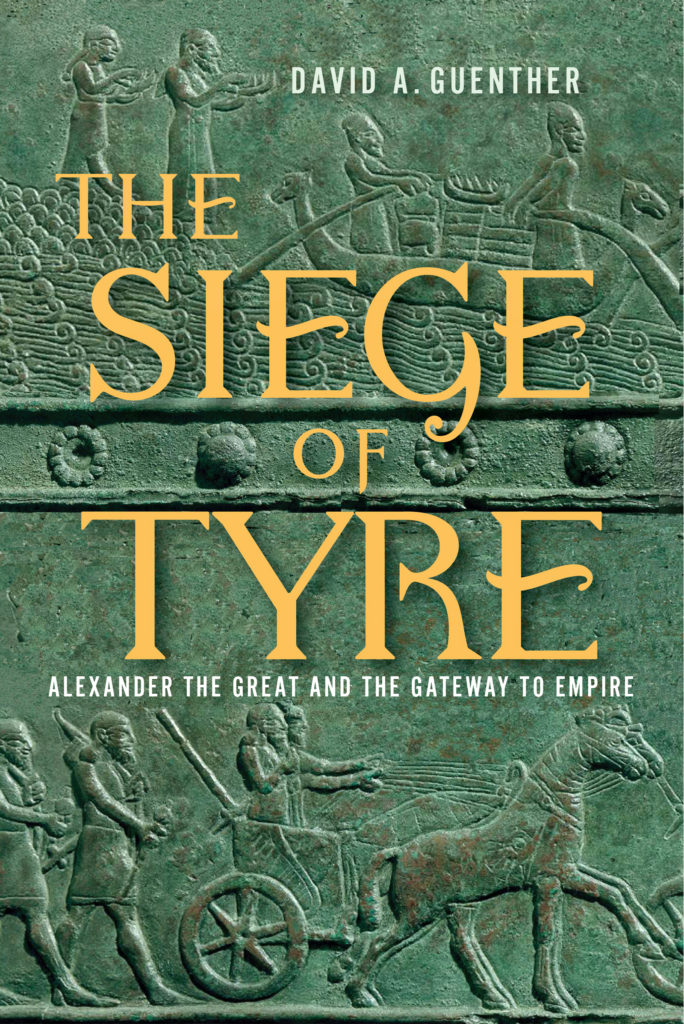 DAVID A. GUENTHER
THE
SIEGE
OF
TYRE
ALEXANDER THE GREAT AND THE GATEWAY TO EMPIRE